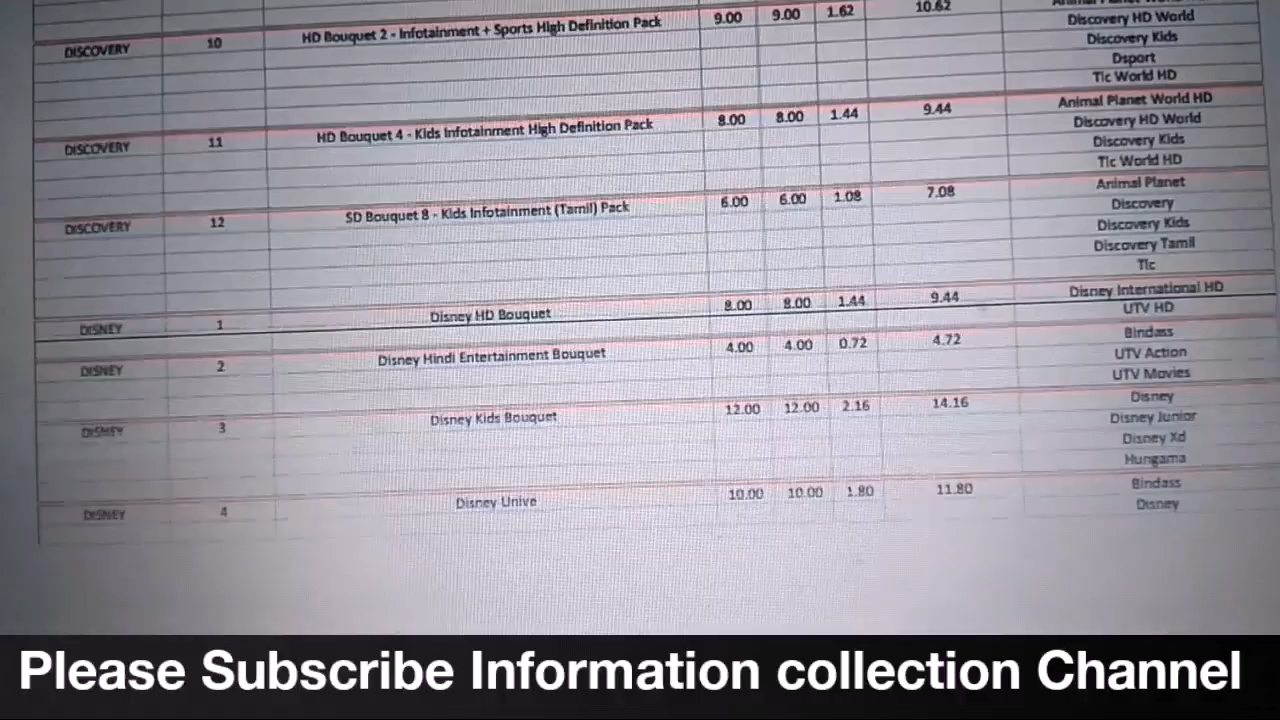 HD Bouquet 2 - Infotainment + Sports High Definition Pack 9.00 9.00 1.62 10.62
DISCOVERY 10 Discovery HD World
Discovery Kids
Dsport
Tlc World HD
DISCOVERY 11 HD Bouquet 4 - Kids Infotainment High Definition Pack 8.00 8.00 1.44 9.44 Animal Planet World HD
Discovery HD World
Discovery Kids
Tlc World HD
DISCOVERY 12 SD Bouquet 8 - Kids Infotainment (Tamil) Pack 6.00 6.00 1.08 7.08 Animal Planet
Discovery
Discovery Kids
Discovery Tamil
Tlc
DISNEY 1 Disney HD Bouquet 8.00 8.00 1.44 9.44 Disney International HD
UTV HD
DISNEY 2 Disney Hindi Entertainment Bouquet 4.00 4.00 0.72 4.72 Bindass
UTV Action
UTV Movies
DISNEY 3 Disney Kids Bouquet 12.00 12.00 2.16 14.16 Disney
Disney Junior
Disney Xd
Hungama
DISNEY 4 Disney Unive 10.00 10.00 1.80 11.80 Bindass
Disney
Please Subscribe Information collection Channel